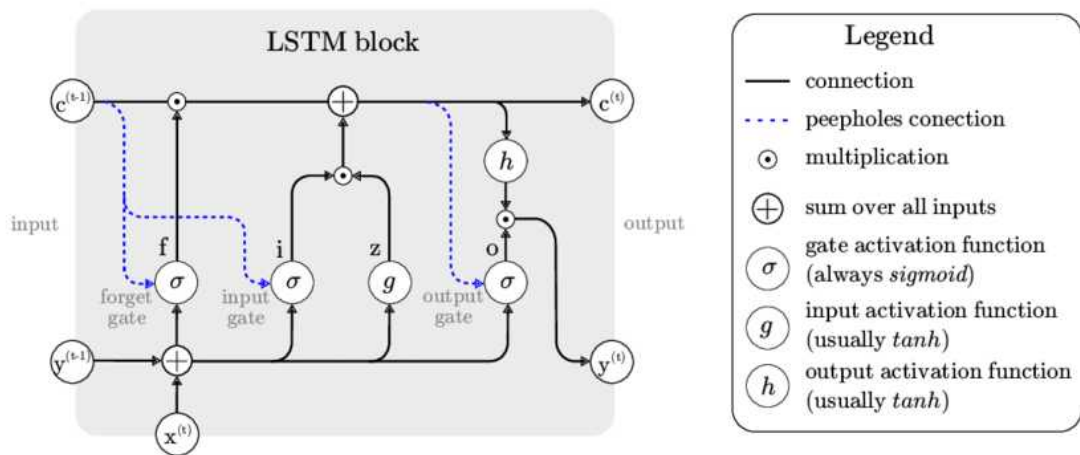 LSTM block
c(t-1)
c(t)
h
input
output
f
i
z
o
σ
σ
g
σ
forget
gate
input
gate
output
gate
y(t-1)
y(t)
x(t)
Legend
connection
peepholes conection
multiplication
sum over all inputs
σ
gate activation function
(always sigmoid)
g
input activation function
(usually tanh)
h
output activation function
(usually tanh)